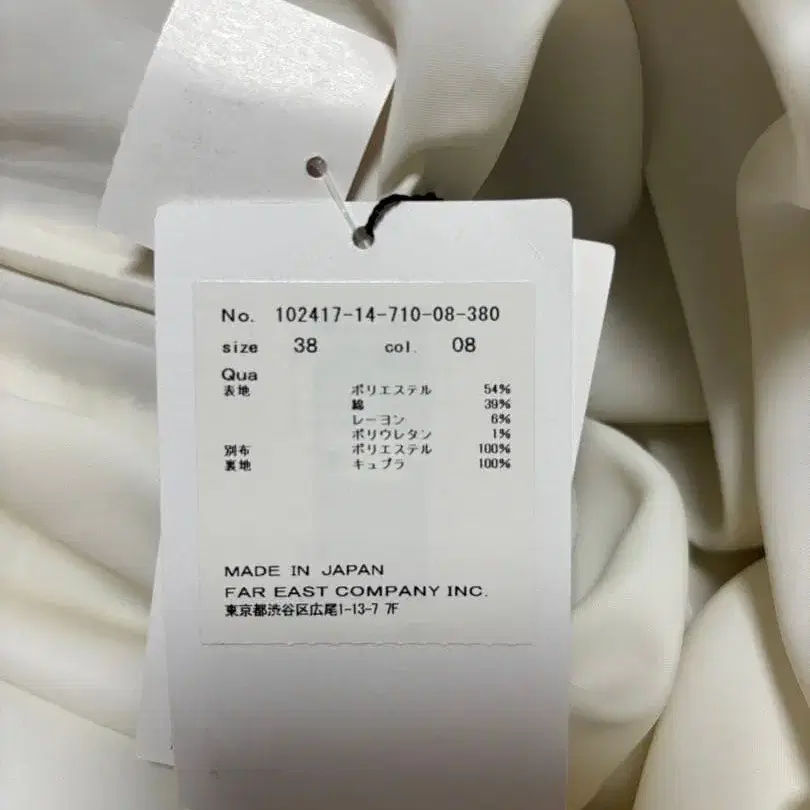 No. 102417-14-710-08-380
size 38 col. 08
Qua
表地 ポリエステル 54%
綿 39%
レーヨン 6%
ポリウレタン 1%
別布 ポリエステル 100%
裏地 キュプラ 100%
MADE IN JAPAN
FAR EAST COMPANY INC.
東京都渋谷区広尾1-13-7 7F